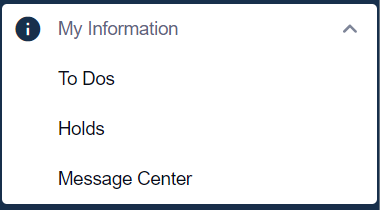 My Information
To Dos
Holds
Message Center